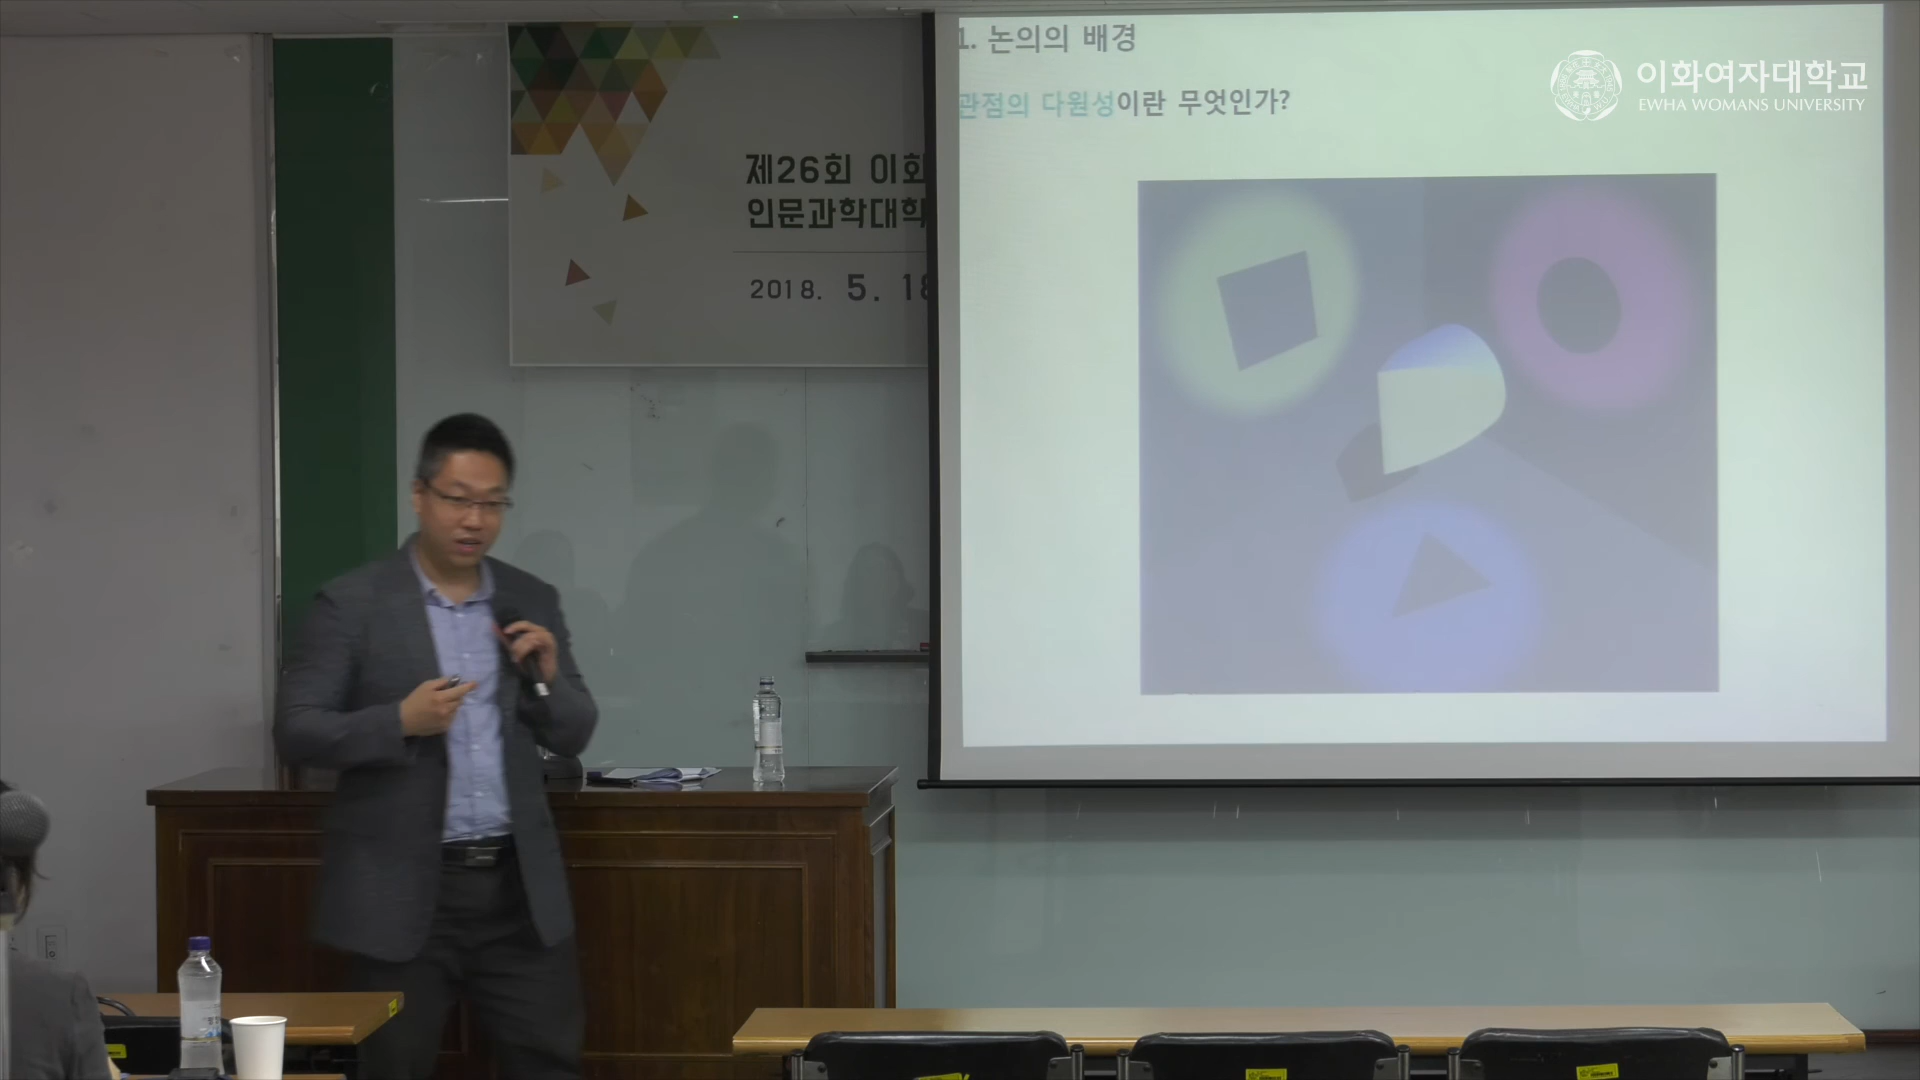 1. 논의의 배경
관점의 다원성이란 무엇인가?
이화여자대학교
EWHA WOMANS UNIVERSITY
제26회 이화
인문과학대학
2018. 5. 18